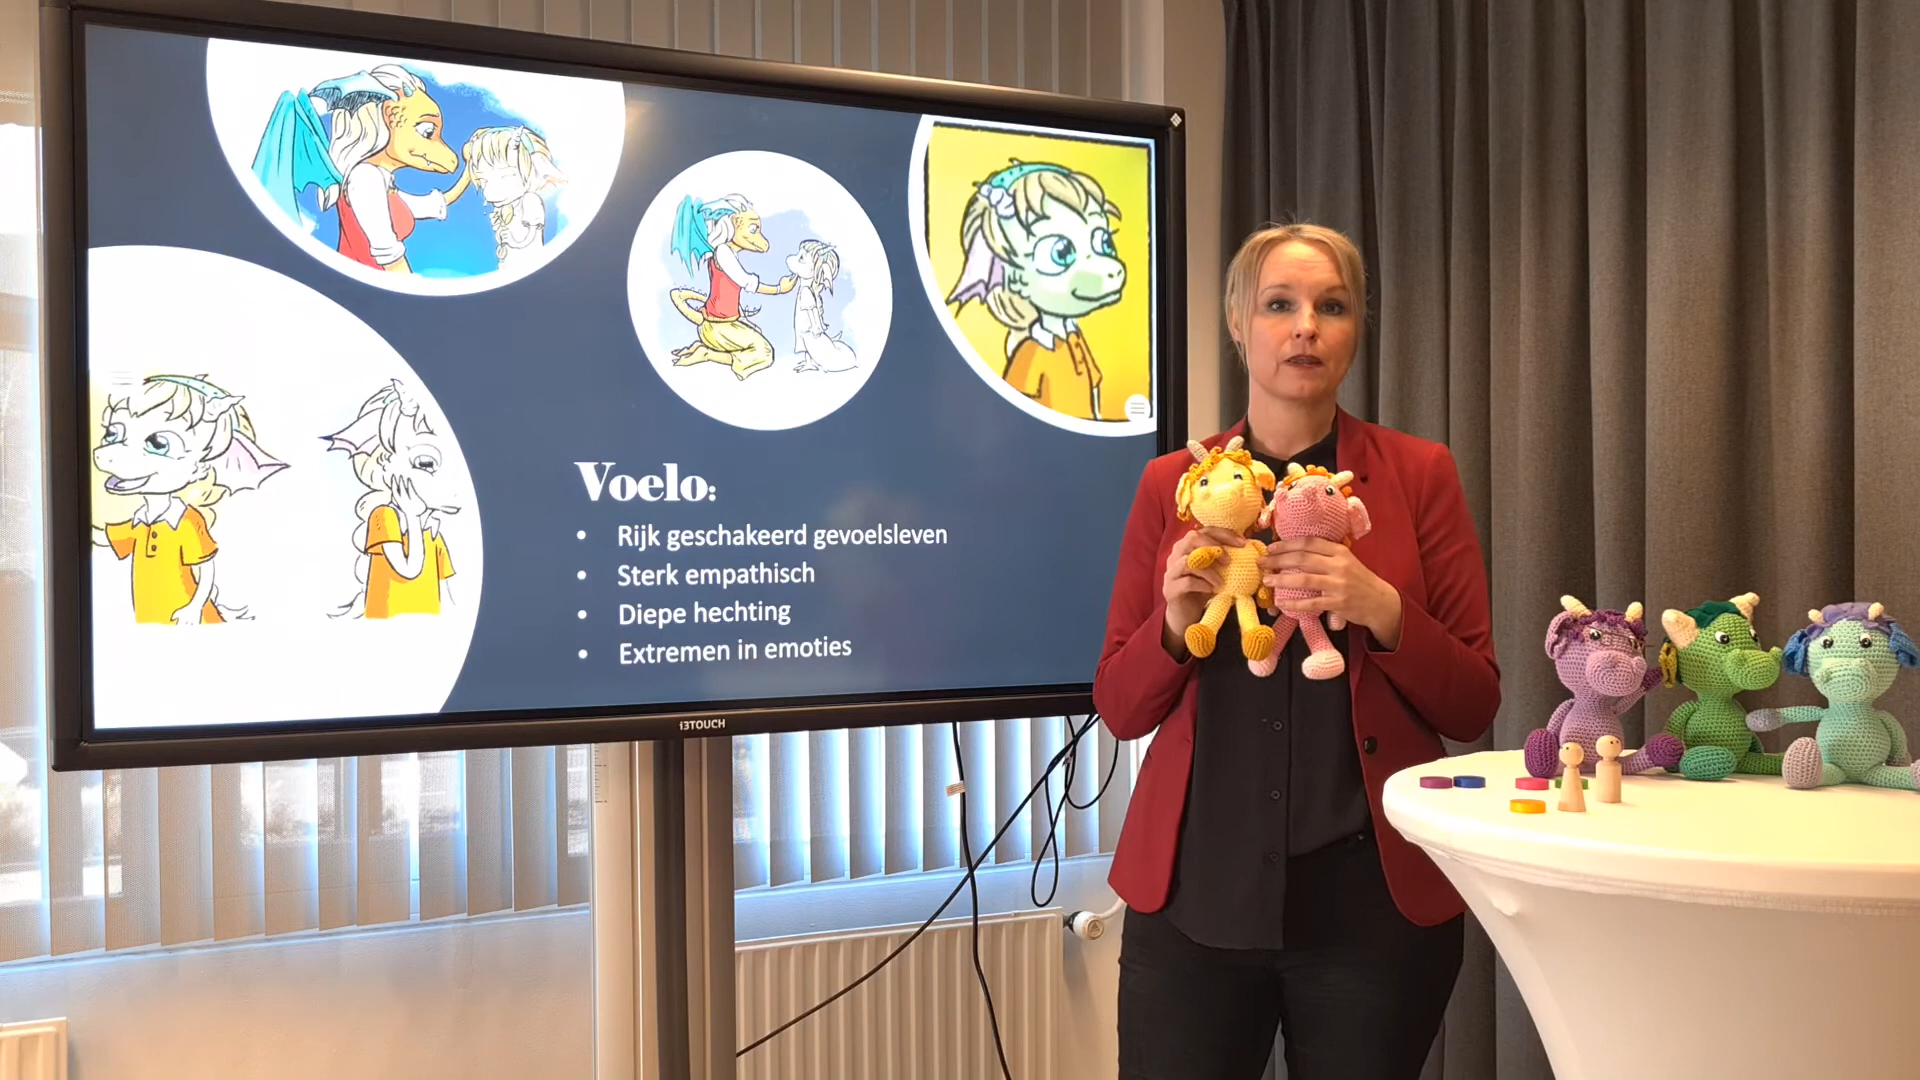 Voelo:
• Rijk geschakeerd gevoelsleven
• Sterk empathisch
• Diepe hechting
• Extremen in emoties
i3TOUCH